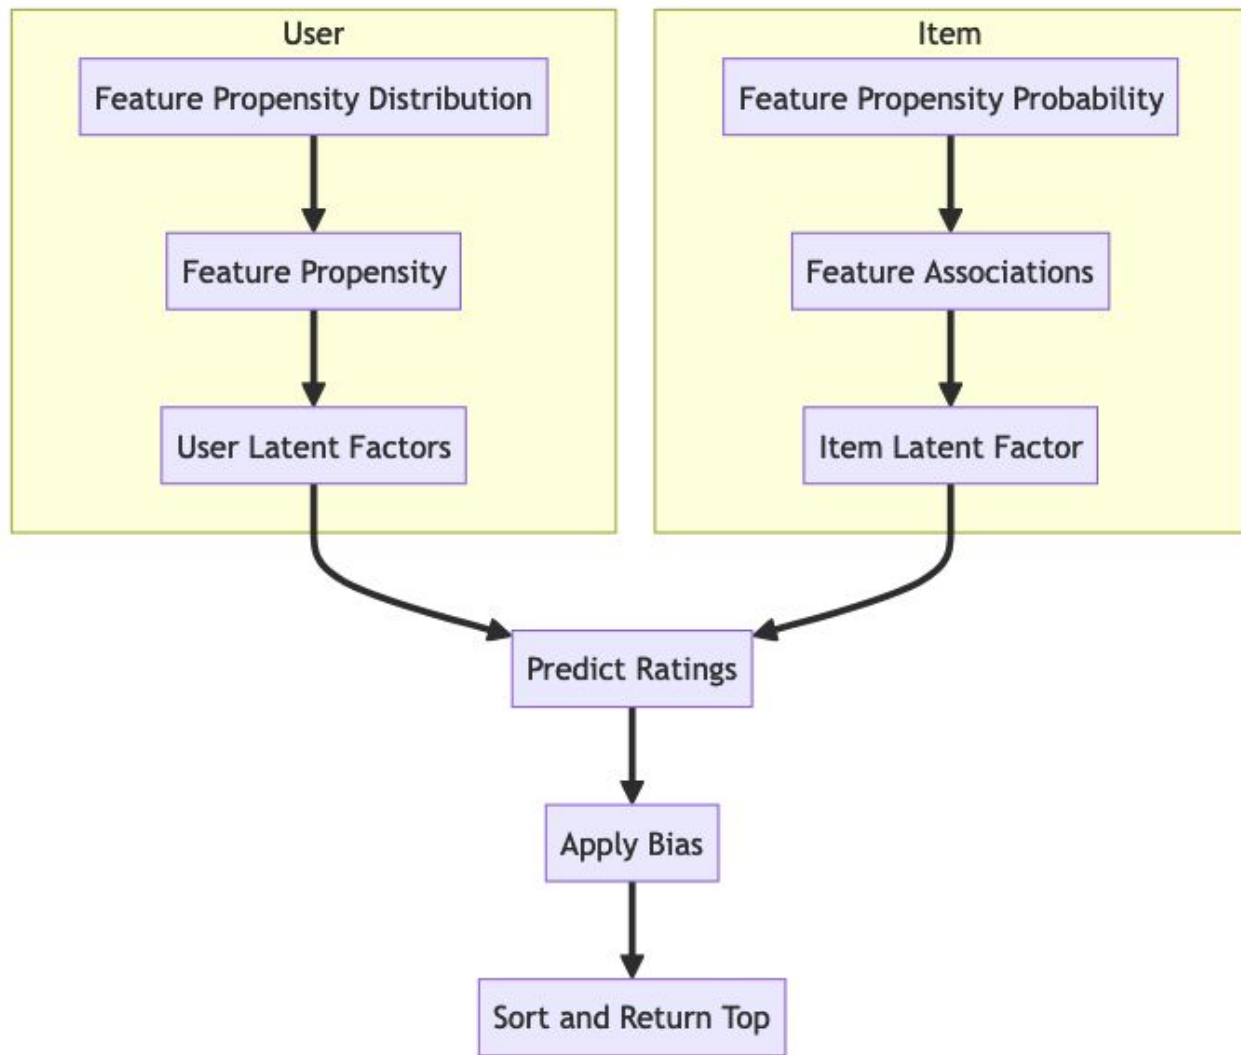 User
Feature Propensity Distribution
Feature Propensity
User Latent Factors
Item
Feature Propensity Probability
Feature Associations
Item Latent Factor
Predict Ratings
Apply Bias
Sort and Return Top